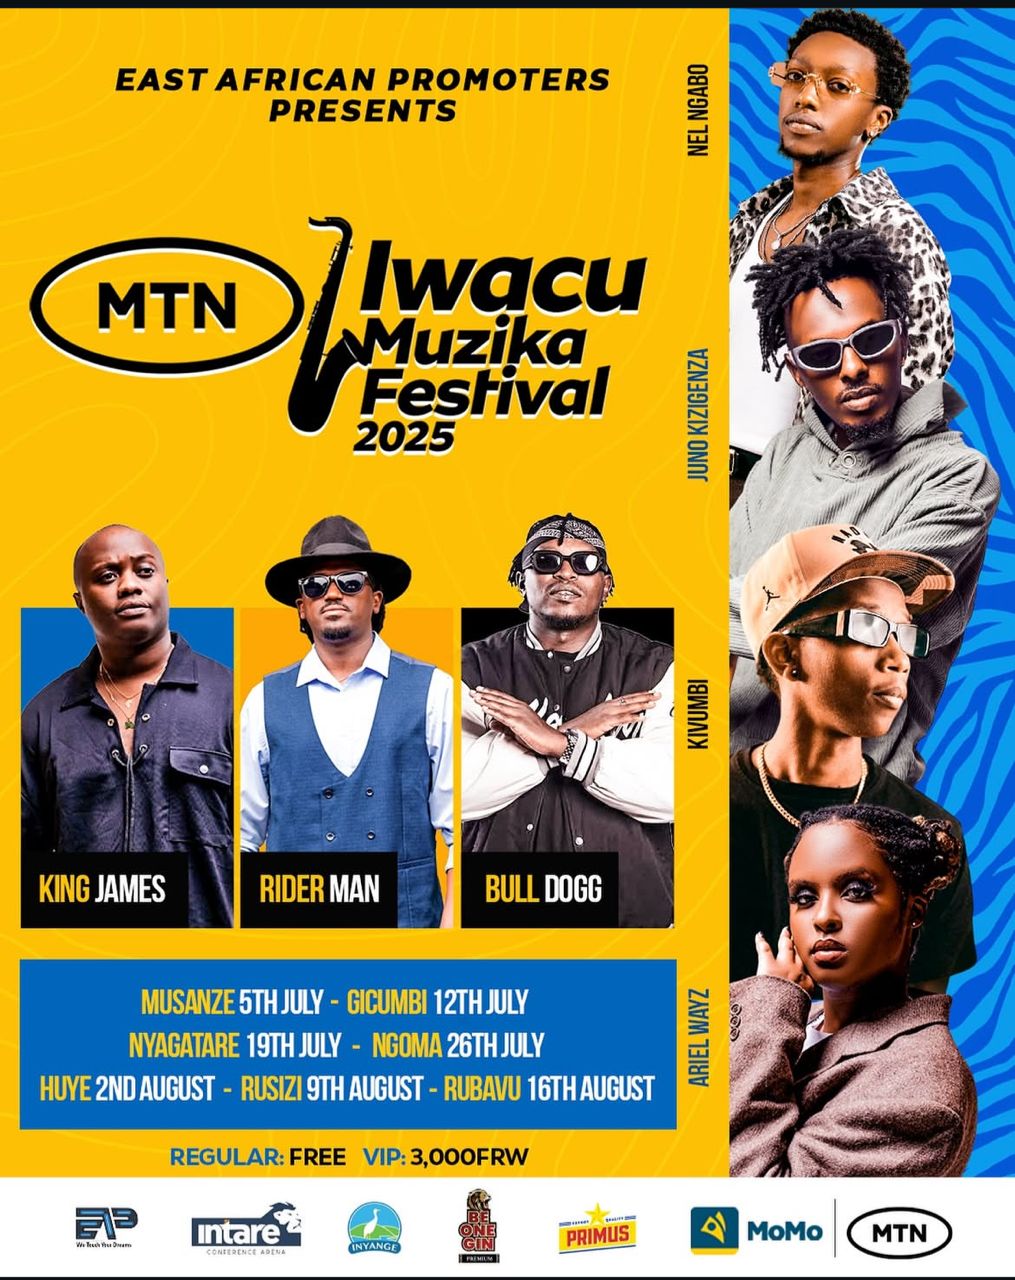 EAST AFRICAN PROMOTERS
PRESENTS
MTN
Iwacu
Muzika
Festival
2025
NEL NGABO
JUNO KIZIGENZA
KIVUMBI
ARIEL WAYZ
KING JAMES
RIDER MAN
BULL DOGG
MUSANZE 5TH JULY - GICUMBI 12TH JULY
NYAGATARE 19TH JULY - NGOMA 26TH JULY
HUYE 2ND AUGUST - RUSIZI 9TH AUGUST - RUBAVU 16TH AUGUST
REGULAR: FREE VIP: 3,000FRW
EAP
We Touch Your Dreams
intare
CONFERENCE ARENA
INYANGE
BE
ONE
GIN
PREMIUM
EXPORT QUALITY
PRIMUS
MoMo
MTN